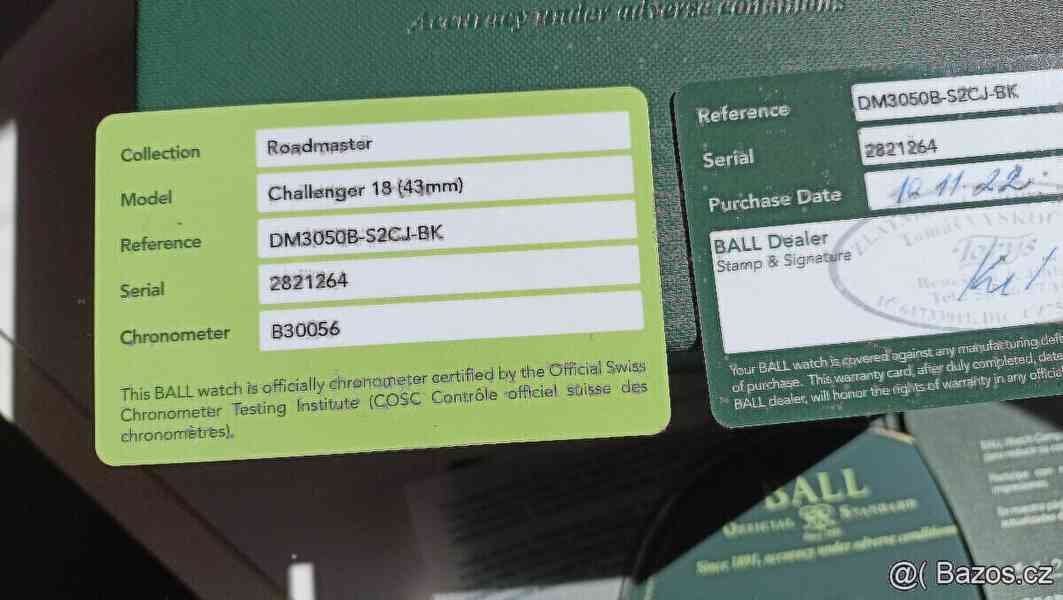 Accuracy under adverse conditions
Collection Roadmaster
Model Challenger 18 (43mm)
Reference DM3050B-S2CJ-BK
Serial 2821264
Chronometer B30056
This BALL watch is officially chronometer certified by the Official Swiss
Chronometer Testing Institute (COSC Contrôle officiel suisse des
chronomètres).
Reference DM3050B-S2CJ-BK
Serial 2821264
Purchase Date 12.11.22.
BALL Dealer
Stamp & Signature
Your BALL watch is covered against any manufacturing
of purchase. This warranty card, after duly completed,
BALL dealer, will honor the rights of warranty in any
BALL
OFFICIAL STANDARD
Since 1891, accuracy under adverse conditions
@( Bazos.cz